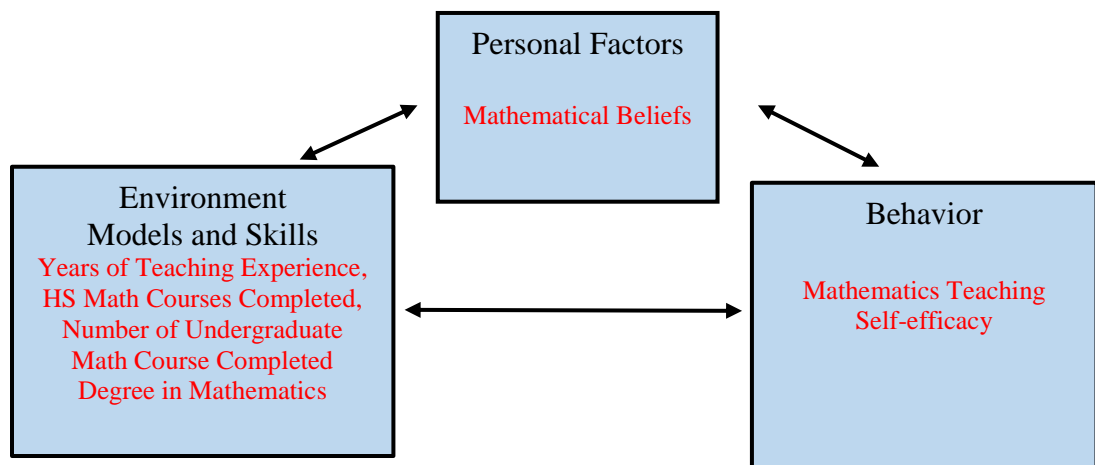 Personal Factors
Mathematical Beliefs
Environment
Models and Skills
Years of Teaching Experience,
HS Math Courses Completed,
Number of Undergraduate
Math Course Completed
Degree in Mathematics
Behavior
Mathematics Teaching
Self-efficacy